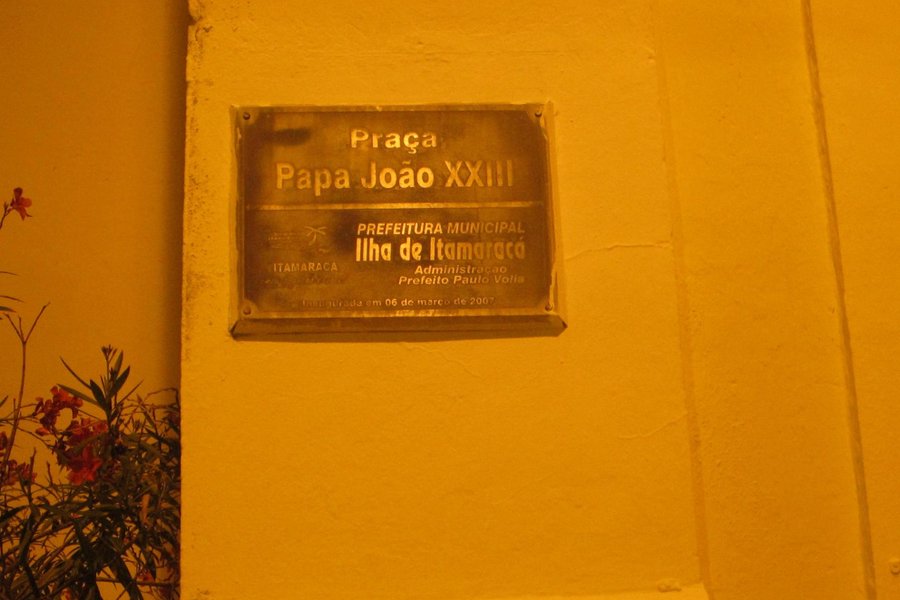 Praça
Papa João XXIII
PREFEITURA MUNICIPAL
Ilha de Itamaracá
ITAMARACÁ
Administração
Prefeito Paulo Volia
Inaugurada em 06 de março de 2007